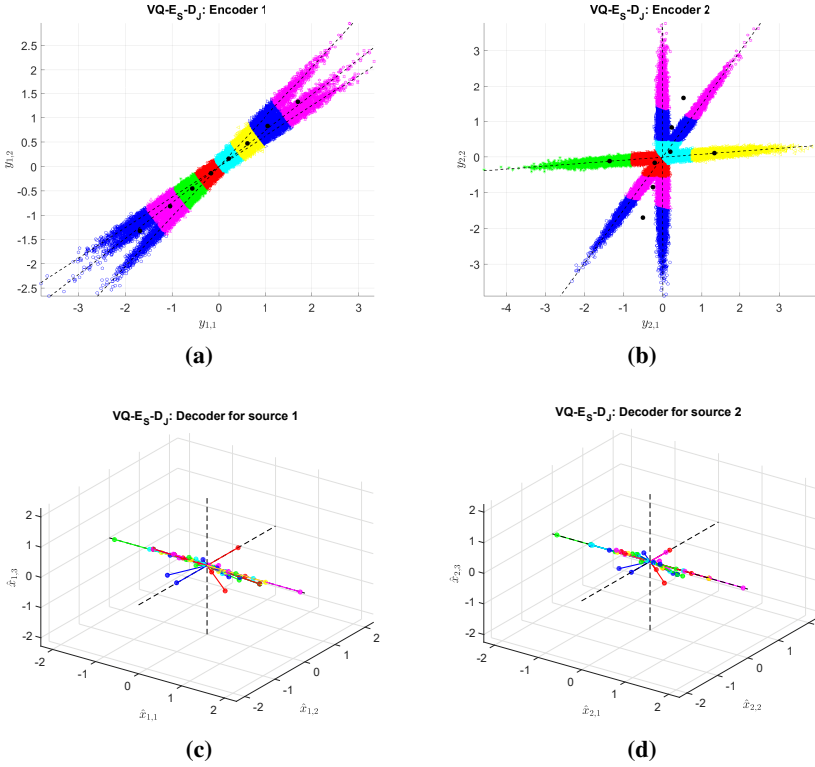 VQ-E_S-D_J: Encoder 1
2.5
2
1.5
1
0.5
0
-0.5
-1
-1.5
-2
-2.5
y_{1,2}
-3 -2 -1 0 1 2 3
y_{1,1}
(a)
VQ-E_S-D_J: Encoder 2
3
2
1
0
-1
-2
-3
y_{2,2}
-4 -3 -2 -1 0 1 2 3
y_{2,1}
(b)
VQ-E_S-D_J: Decoder for source 1
2
1
0
-1
-2
x̂_{1,3}
-2 -1 0 1 2
x̂_{1,1}
-2 -1 0 1 2
x̂_{1,2}
(c)
VQ-E_S-D_J: Decoder for source 2
2
1
0
-1
-2
x̂_{2,3}
-2 -1 0 1 2
x̂_{2,1}
-2 -1 0 1 2
x̂_{2,2}
(d)